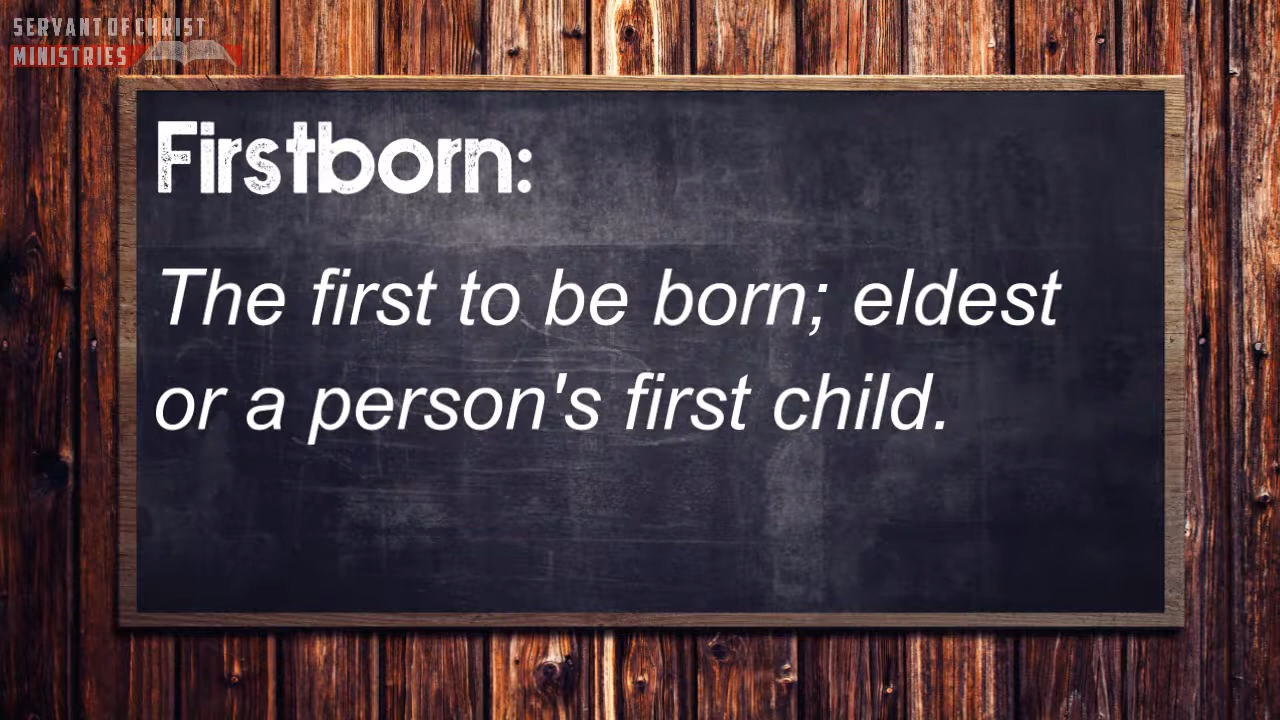 SERVANT OF CHRIST
MINISTRIES
Firstborn:
The first to be born; eldest
or a person's first child.